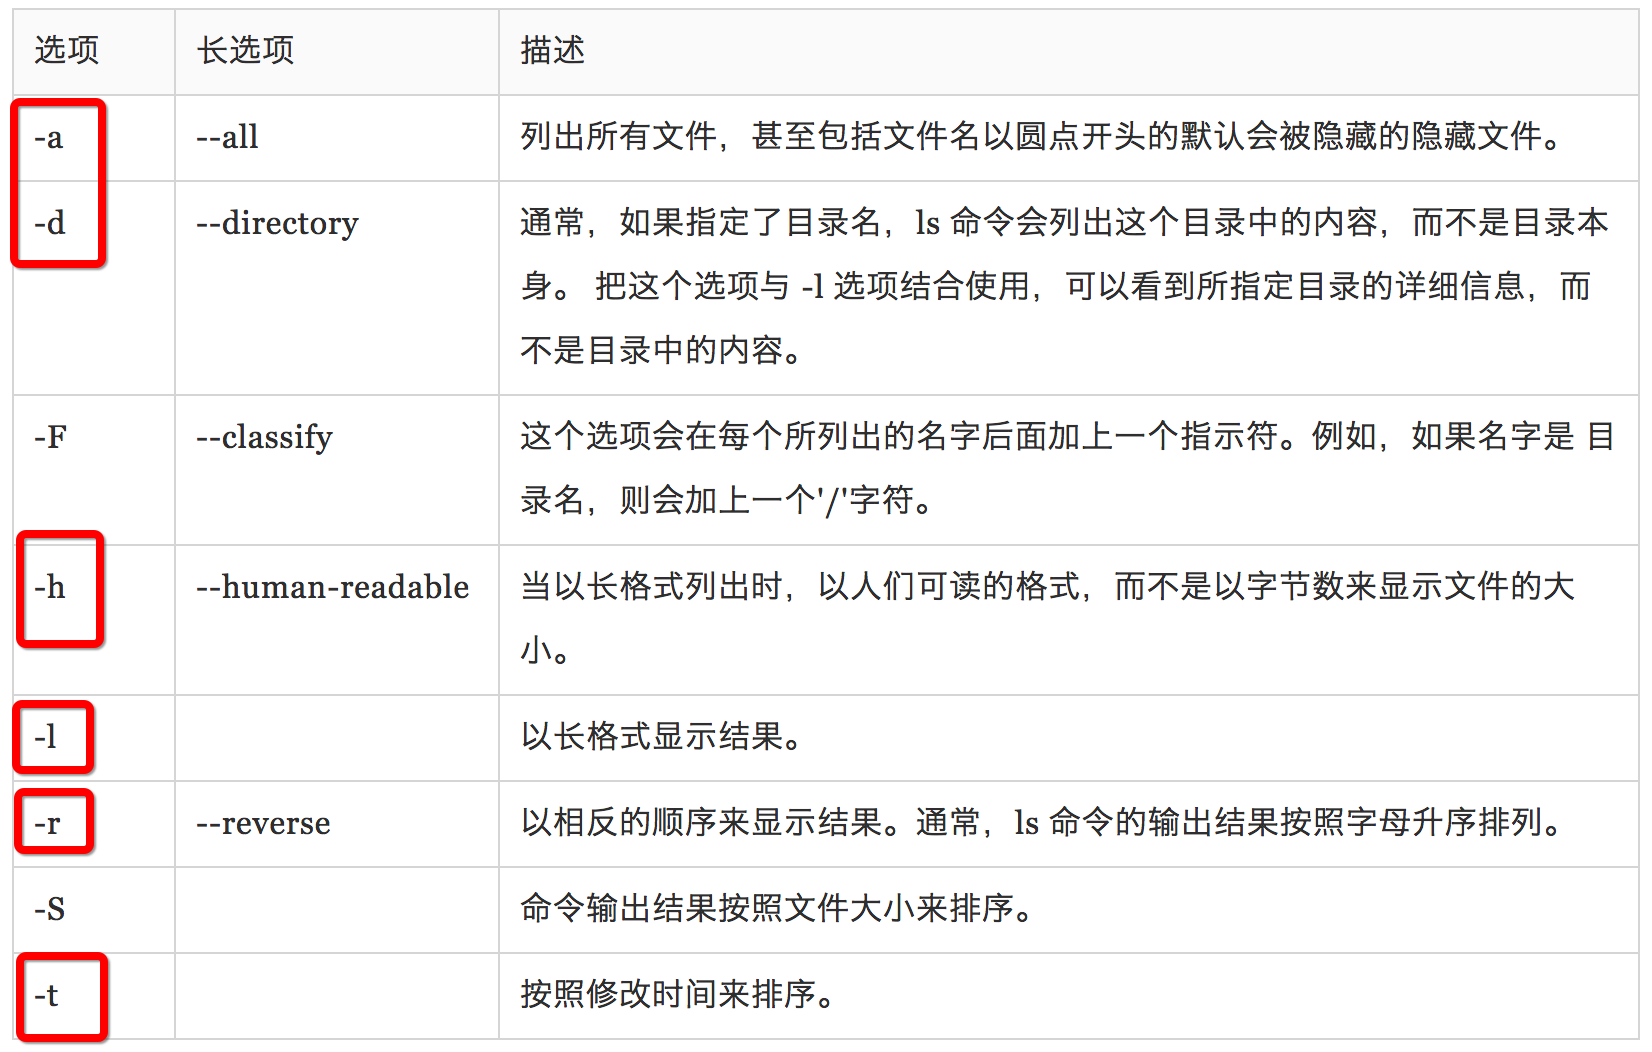 选项 长选项 描述
-a --all 列出所有文件，甚至包括文件名以圆点开头的默认会被隐藏的隐藏文件。
-d --directory 通常，如果指定了目录名，ls 命令会列出这个目录中的内容，而不是目录本
身。 把这个选项与 -l 选项结合使用，可以看到所指定目录的详细信息，而
不是目录中的内容。
-F --classify 这个选项会在每个所列出的名字后面加上一个指示符。例如，如果名字是 目
录名，则会加上一个'/'字符。
-h --human-readable 当以长格式列出时，以人们可读的格式，而不是以字节数来显示文件的大
小。
-l 以长格式显示结果。
-r --reverse 以相反的顺序来显示结果。通常，ls 命令的输出结果按照字母升序排列。
-S 命令输出结果按照文件大小来排序。
-t 按照修改时间来排序。